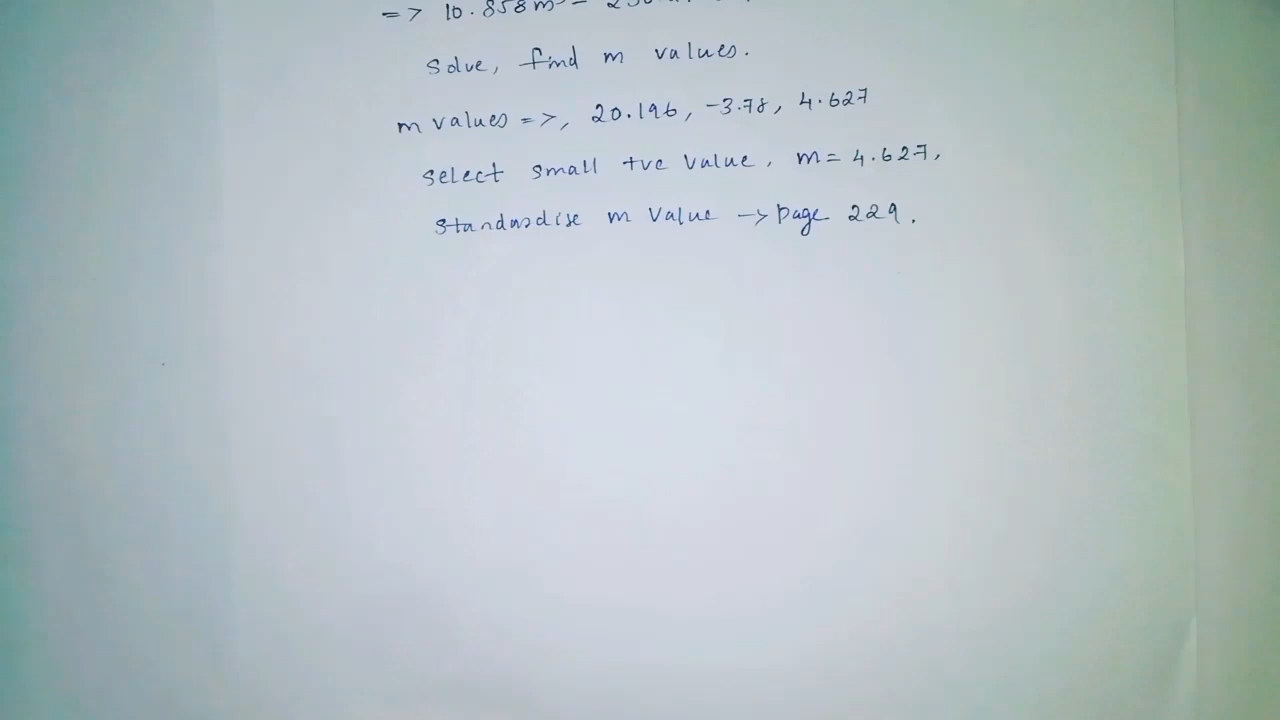 => 10.858m³ -
Solve, find m values.
m values =>, 20.196, -3.78, 4.627
select small +ve value, m = 4.627,
Standardise m value -> page 229.